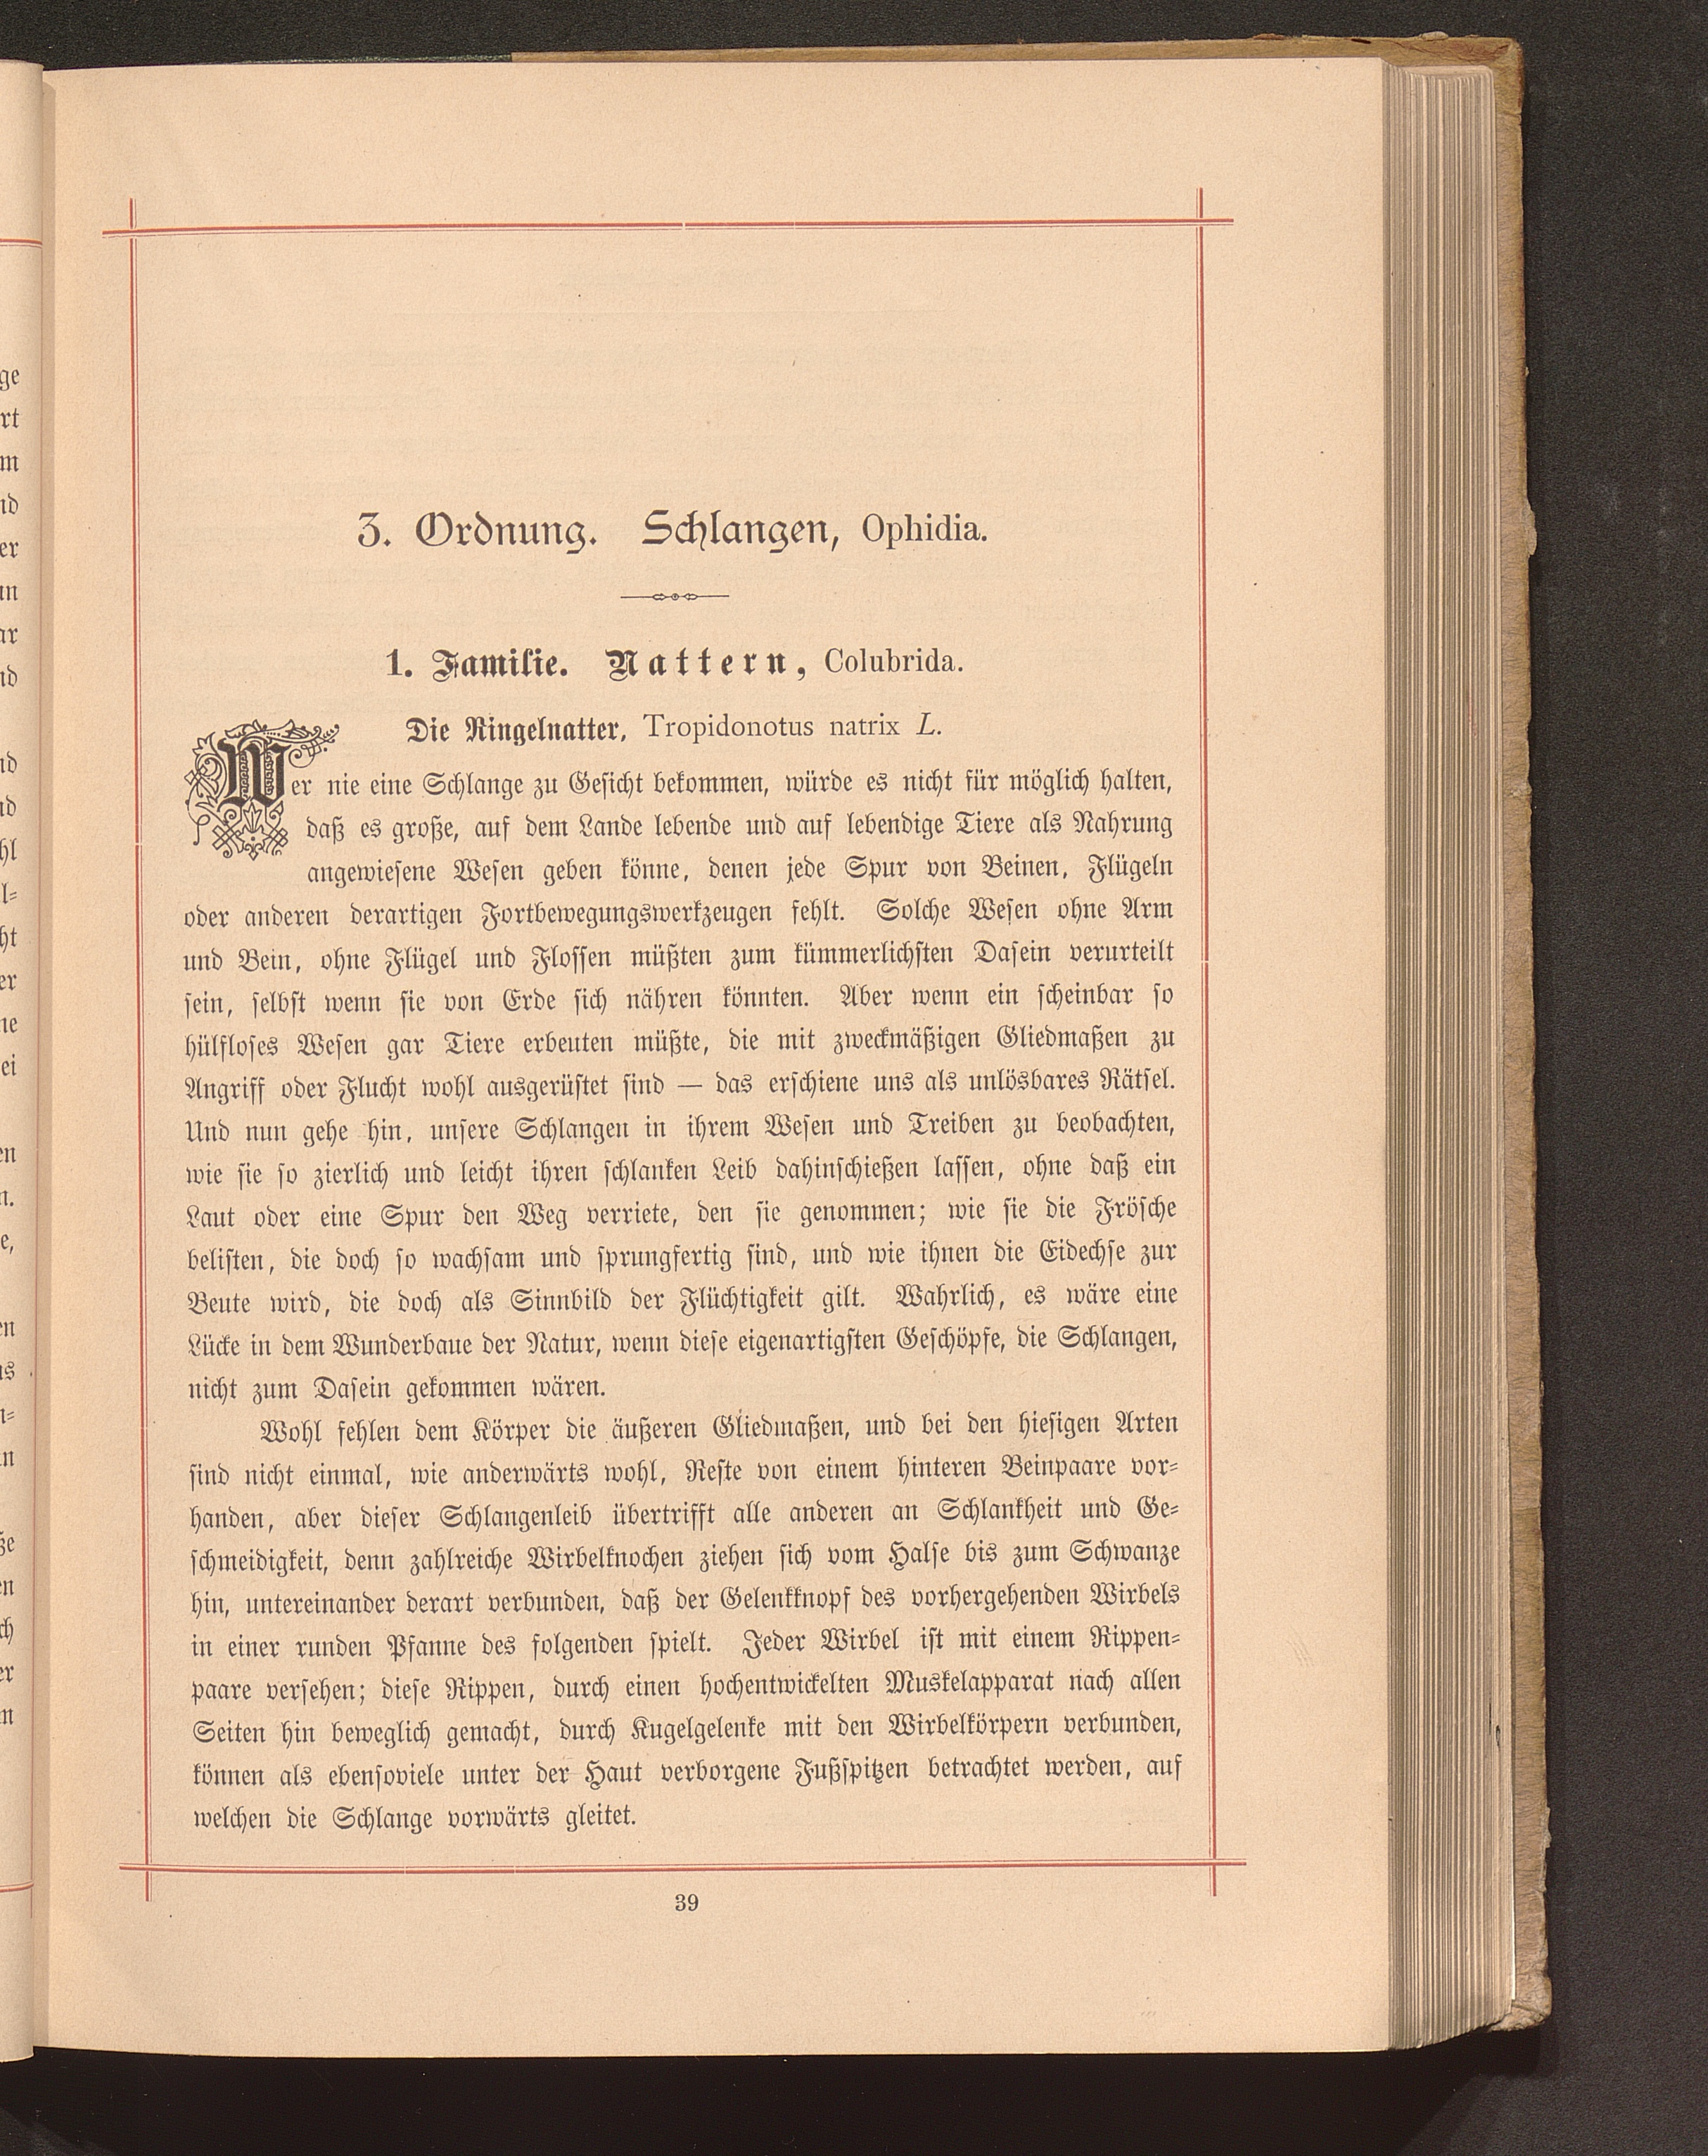 3. Ordnung. Schlangen, Ophidia.
1. Familie. Nattern, Colubrida.
Die Ringelnatter, Tropidonotus natrix L.
Wer nie eine Schlange zu Gesicht bekommen, würde es nicht für möglich halten,
daß es große, auf dem Lande lebende und auf lebendige Tiere als Nahrung
angewiesene Wesen geben könne, denen jede Spur von Beinen, Flügeln
oder anderen derartigen Fortbewegungswerkzeugen fehlt. Solche Wesen ohne Arm
und Bein, ohne Flügel und Flossen müßten zum kümmerlichsten Dasein verurteilt
sein, selbst wenn sie von Erde sich nähren könnten. Aber wenn ein scheinbar so
hülfloses Wesen gar Tiere erbeuten müßte, die mit zweckmäßigen Gliedmaßen zu
Angriff oder Flucht wohl ausgerüstet sind — das erschiene uns als unlösbares Rätsel.
Und nun gehe hin, unsere Schlangen in ihrem Wesen und Treiben zu beobachten,
wie sie so zierlich und leicht ihren schlanken Leib dahinschießen lassen, ohne daß ein
Laut oder eine Spur den Weg verriete, den sie genommen; wie sie die Frösche
belisten, die doch so wachsam und sprungfertig sind, und wie ihnen die Eidechse zur
Beute wird, die doch als Sinnbild der Flüchtigkeit gilt. Wahrlich, es wäre eine
Lücke in dem Wunderbaue der Natur, wenn diese eigenartigsten Geschöpfe, die Schlangen,
nicht zum Dasein gekommen wären.
Wohl fehlen dem Körper die äußeren Gliedmaßen, und bei den hiesigen Arten
sind nicht einmal, wie anderwärts wohl, Reste von einem hinteren Beinpaare vor-
handen, aber dieser Schlangenleib übertrifft alle anderen an Schlankheit und Ge-
schmeidigkeit, denn zahlreiche Wirbelknochen ziehen sich vom Halse bis zum Schwanze
hin, untereinander derart verbunden, daß der Gelenkknopf des vorhergehenden Wirbels
in einer runden Pfanne des folgenden spielt. Jeder Wirbel ist mit einem Rippen-
paare versehen; diese Rippen, durch einen hochentwickelten Muskelapparat nach allen
Seiten hin beweglich gemacht, durch Kugelgelenke mit den Wirbelkörpern verbunden,
können als ebensoviele unter der Haut verborgene Fußspitzen betrachtet werden, auf
welchen die Schlange vorwärts gleitet.
39